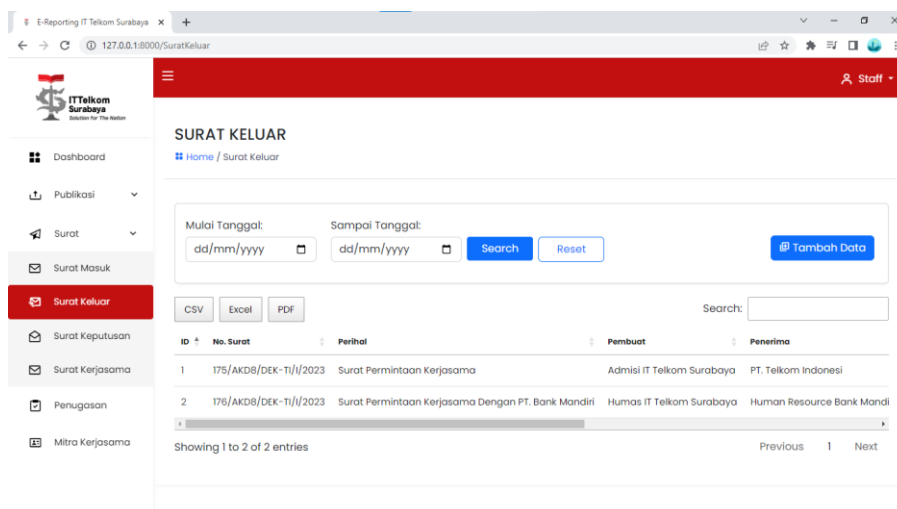 E-Reporting IT Telkom Surabaya
127.0.0.1:8000/SuratKeluar
ITTelkom
Surabaya
Solution for The Nation
Staff
SURAT KELUAR
Home / Surat Keluar
Dashboard
Publikasi
Surat
Surat Masuk
Surat Keluar
Surat Keputusan
Surat Kerjasama
Penugasan
Mitra Kerjasama
Mulai Tanggal: Sampai Tanggal:
dd/mm/yyyy dd/mm/yyyy Search Reset Tambah Data
CSV Excel PDF Search:
ID No. Surat Perihal Pembuat Penerima
1 175/AKD8/DEK-TI/I/2023 Surat Permintaan Kerjasama Admisi IT Telkom Surabaya PT. Telkom Indonesi
2 176/AKD8/DEK-TI/I/2023 Surat Permintaan Kerjasama Dengan PT. Bank Mandiri Humas IT Telkom Surabaya Human Resource Bank Mandi
Showing 1 to 2 of 2 entries Previous 1 Next